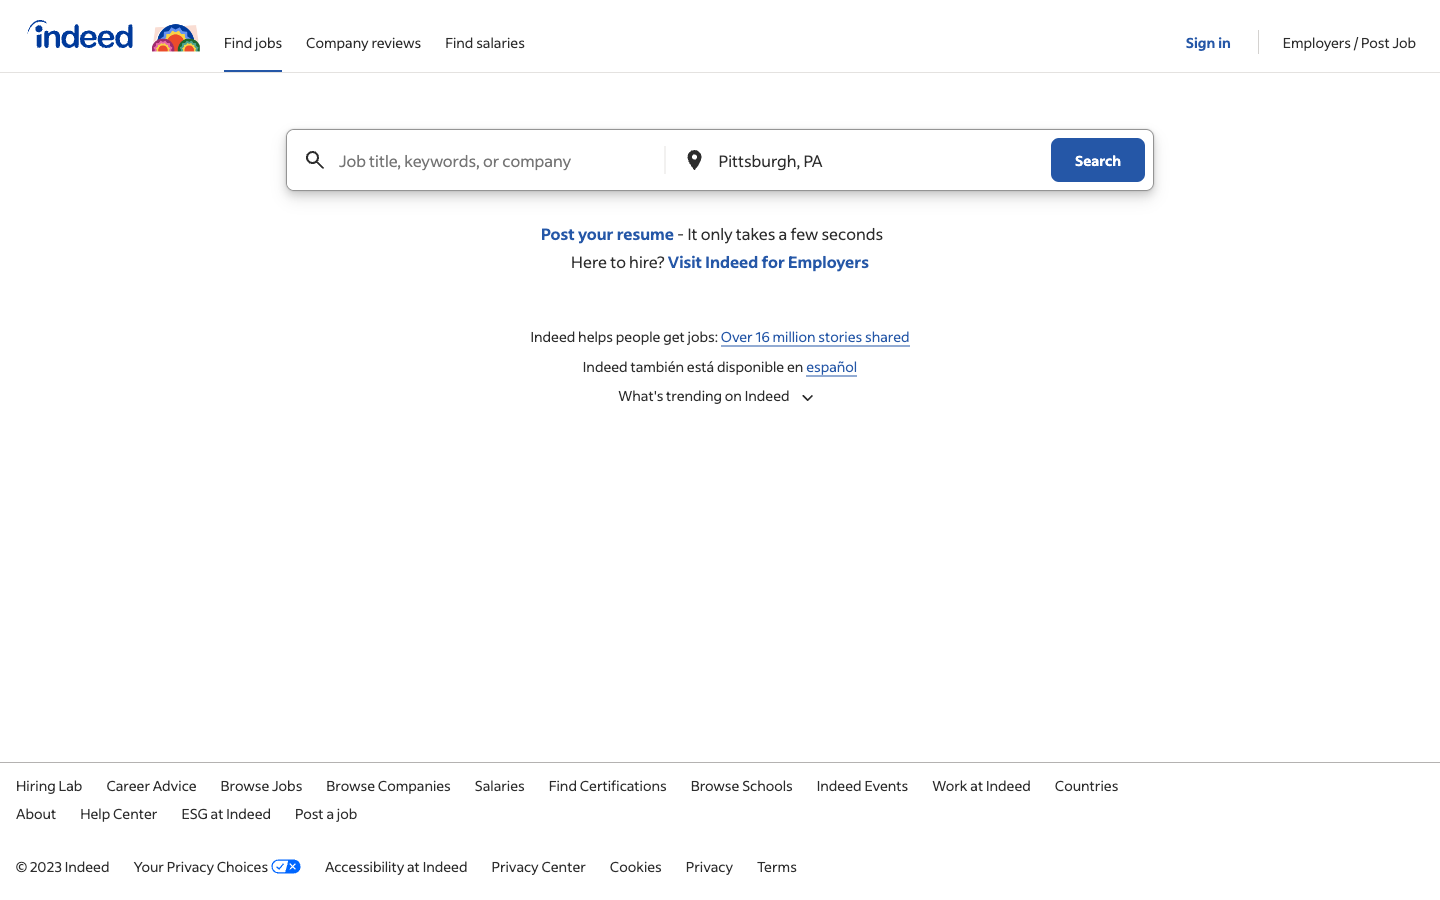 indeed
Find jobs Company reviews Find salaries Sign in Employers / Post Job
Job title, keywords, or company Pittsburgh, PA Search
Post your resume - It only takes a few seconds
Here to hire? Visit Indeed for Employers
Indeed helps people get jobs: Over 16 million stories shared
Indeed también está disponible en español
What's trending on Indeed
Hiring Lab Career Advice Browse Jobs Browse Companies Salaries Find Certifications Browse Schools Indeed Events Work at Indeed Countries
About Help Center ESG at Indeed Post a job
© 2023 Indeed Your Privacy Choices Accessibility at Indeed Privacy Center Cookies Privacy Terms